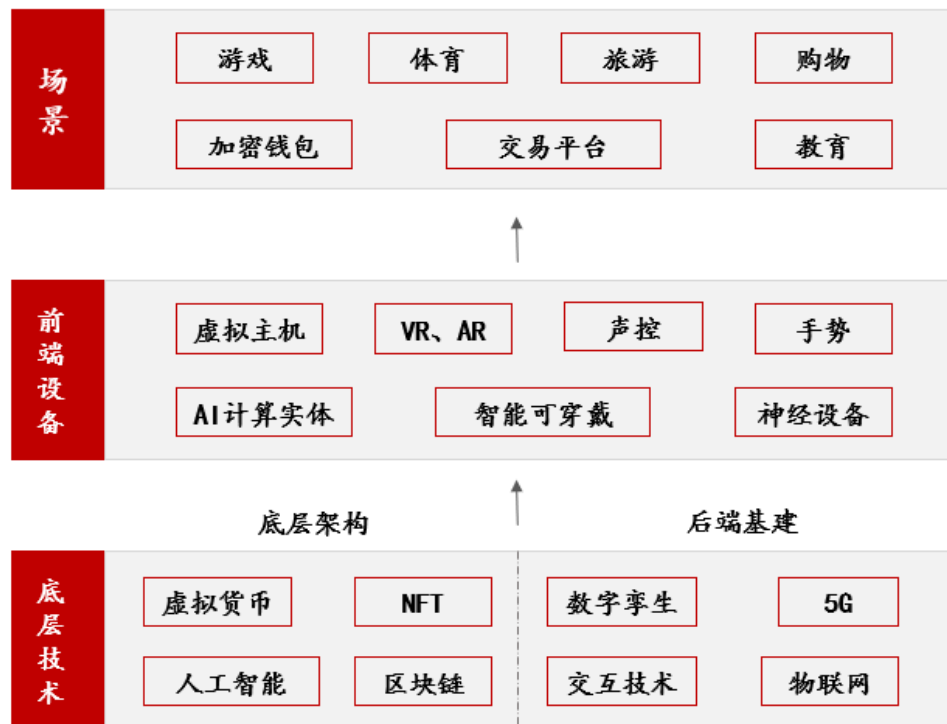 场景
游戏 体育 旅游 购物
加密钱包 交易平台 教育
前端设备
虚拟主机 VR、AR 声控 手势
AI计算实体 智能可穿戴 神经设备
底层架构 后端基建
底层技术
虚拟货币 NFT 数字孪生 5G
人工智能 区块链 交互技术 物联网